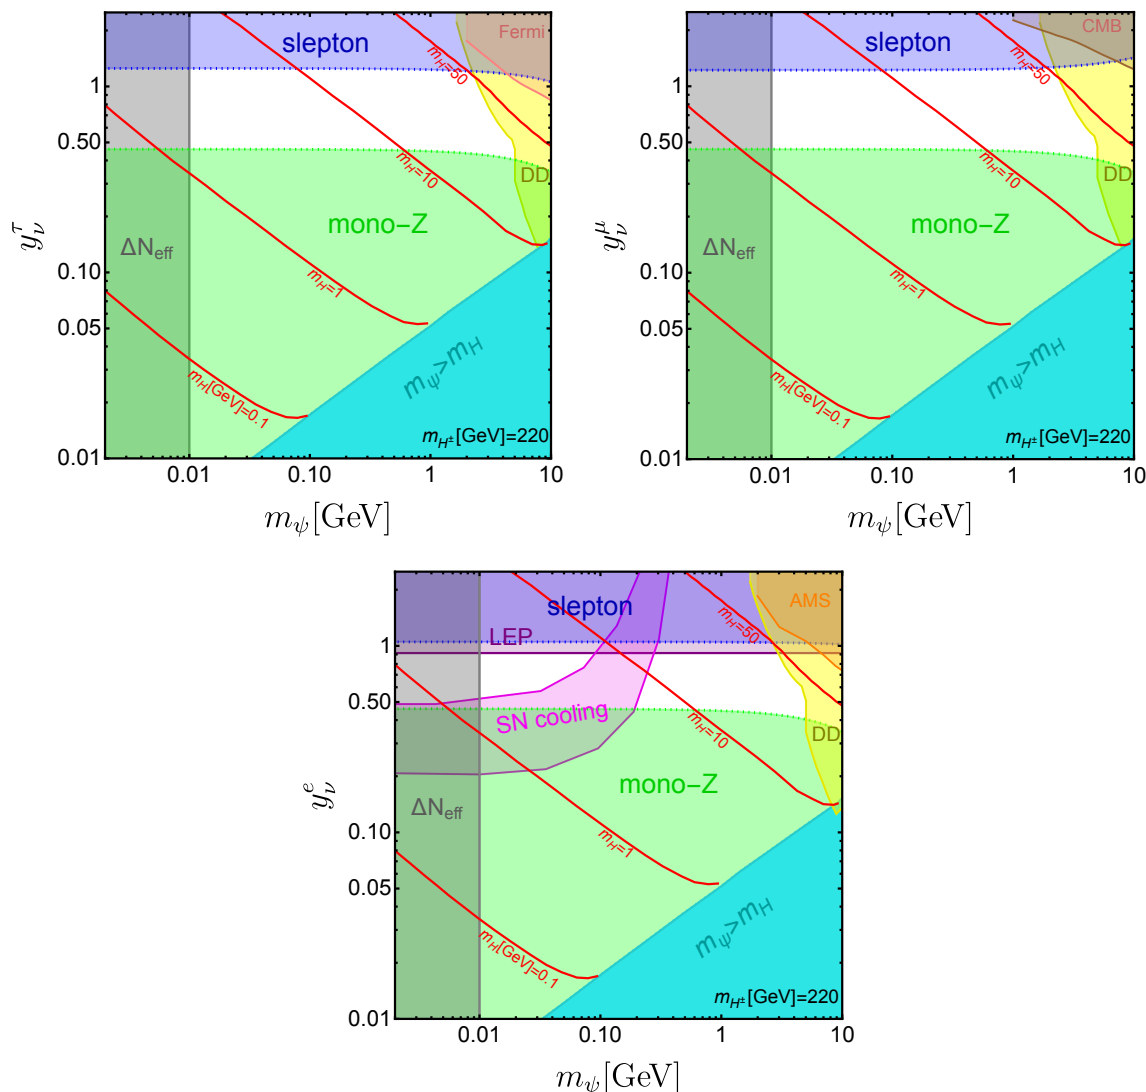 Fermi
slepton
m_H=50
1
0.50
m_H=10
DD
mono−Z
y_ν^τ
ΔN_eff
0.10
m_H=1
0.05
m_ψ>m_H
m_H[GeV]=0.1
m_{H^±}[GeV]=220
0.01
0.01 0.10 1 10
m_ψ[GeV]
CMB
slepton
m_H=50
1
0.50
m_H=10
DD
mono−Z
y_ν^μ
ΔN_eff
0.10
m_H=1
0.05
m_ψ>m_H
m_H[GeV]=0.1
m_{H^±}[GeV]=220
0.01
0.01 0.10 1 10
m_ψ[GeV]
AMS
slepton
m_H=50
LEP
1
0.50
SN cooling
m_H=10
DD
mono−Z
y_ν^e
ΔN_eff
0.10
m_H=1
0.05
m_ψ>m_H
m_H[GeV]=0.1
m_{H^±}[GeV]=220
0.01
0.01 0.10 1 10
m_ψ[GeV]